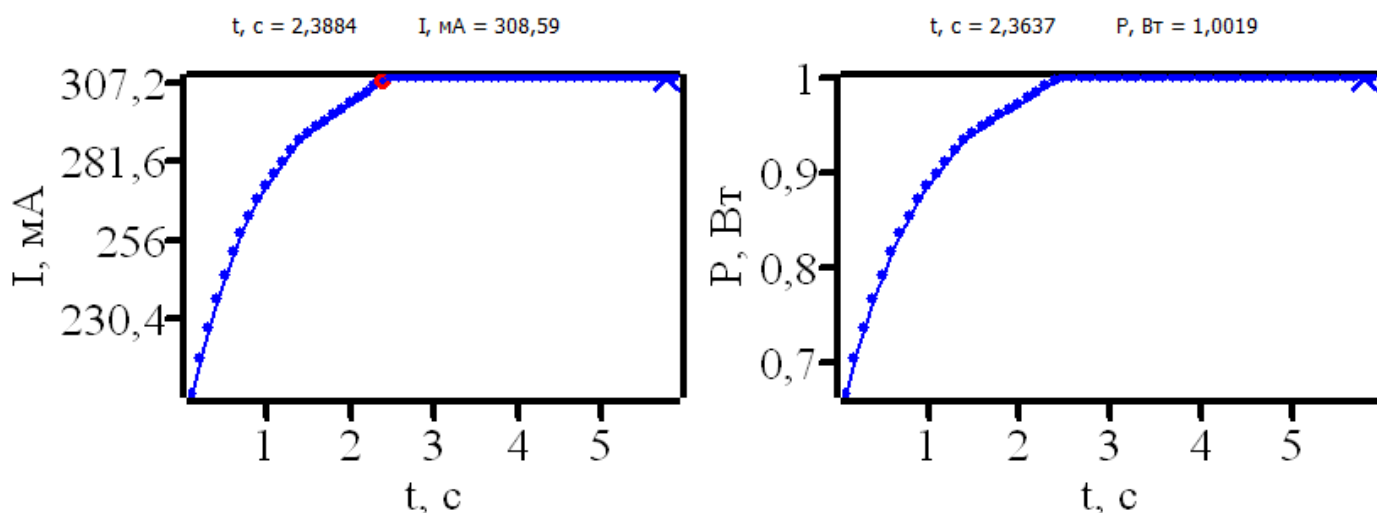 t, с = 2,3884 I, мА = 308,59
307,2
281,6
256
230,4
I, мА
1 2 3 4 5
t, с
t, с = 2,3637 P, Вт = 1,0019
1
0,9
0,8
0,7
P, Вт
1 2 3 4 5
t, с